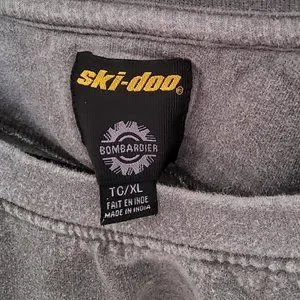 ski-doo®
BOMBARDIER
TG/XL
FAIT EN INDE
MADE IN INDIA